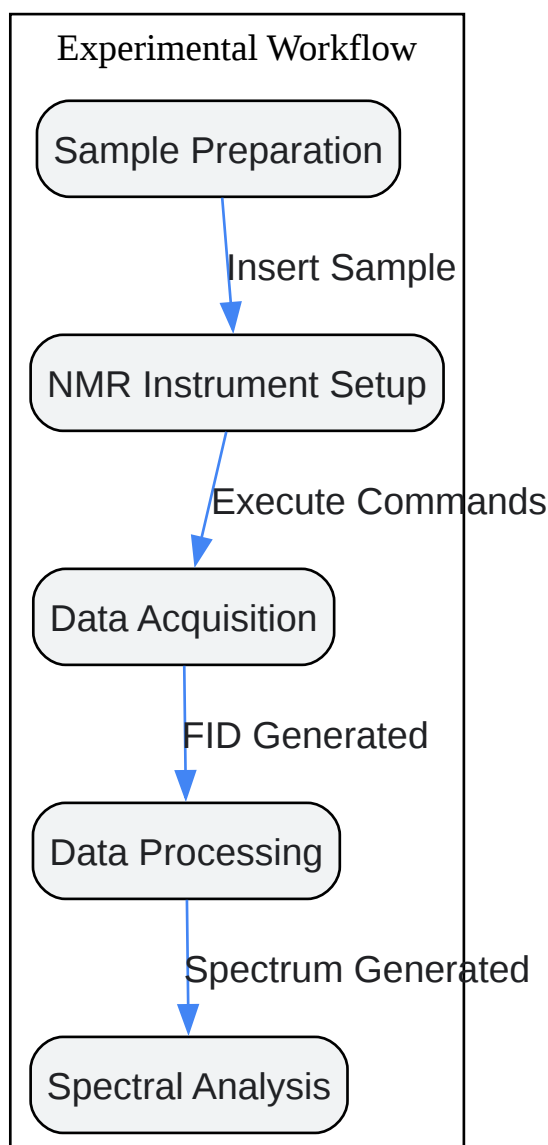 Experimental Workflow
Sample Preparation
Insert Sample
NMR Instrument Setup
Execute Commands
Data Acquisition
FID Generated
Data Processing
Spectrum Generated
Spectral Analysis